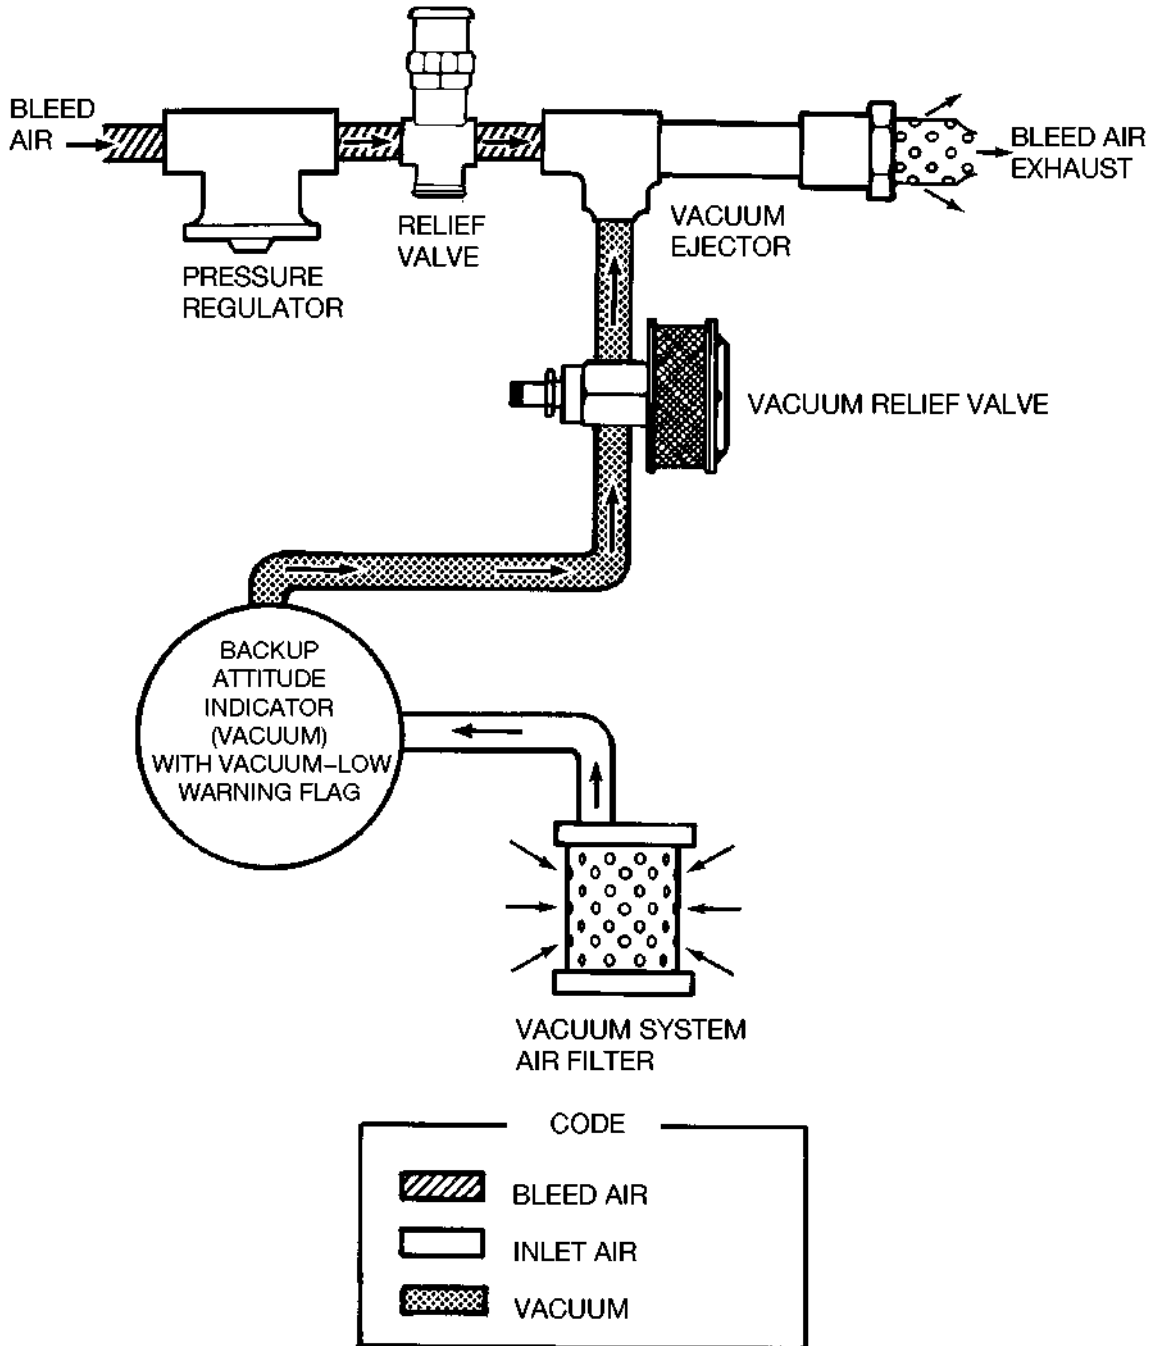 BLEED
AIR
BLEED AIR
EXHAUST
RELIEF
VALVE
VACUUM
EJECTOR
PRESSURE
REGULATOR
VACUUM RELIEF VALVE
BACKUP
ATTITUDE
INDICATOR
(VACUUM)
WITH VACUUM–LOW
WARNING FLAG
VACUUM SYSTEM
AIR FILTER
CODE
BLEED AIR
INLET AIR
VACUUM